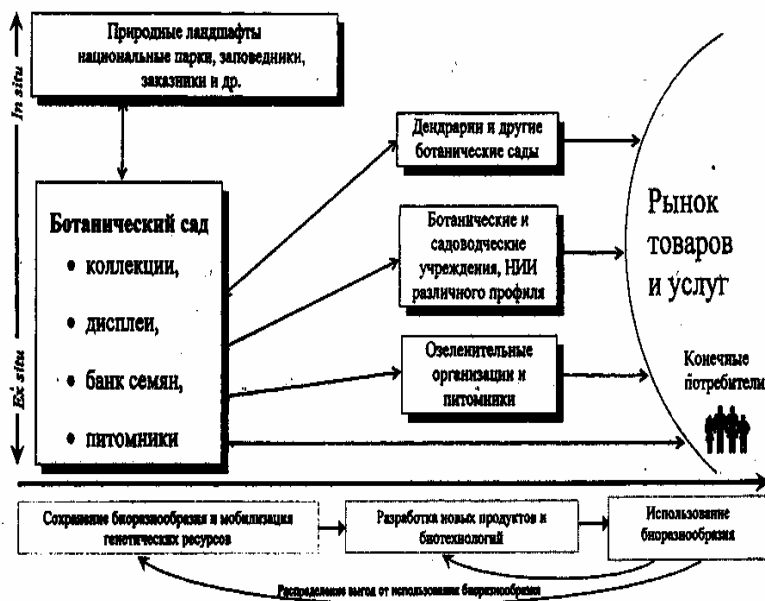 Природные ландшафты
национальные парки, заповедники,
заказники и др.
In situ
Ex situ
Ботанический сад
• коллекции,
• дисплеи,
• банк семян,
• питомники
Дендрарии и другие
ботанические сады
Ботанические и
садоводческие
учреждения, НИИ
различного профиля
Озеленительные
организации и
питомники
Рынок
товаров
и услуг
Конечные
потребители
Сохранение биоразнообразия и мобилизация
генетических ресурсов
Разработка новых продуктов и
биотехнологий
Использование
биоразнообразия
Распределение выгод от использования биоразнообразия